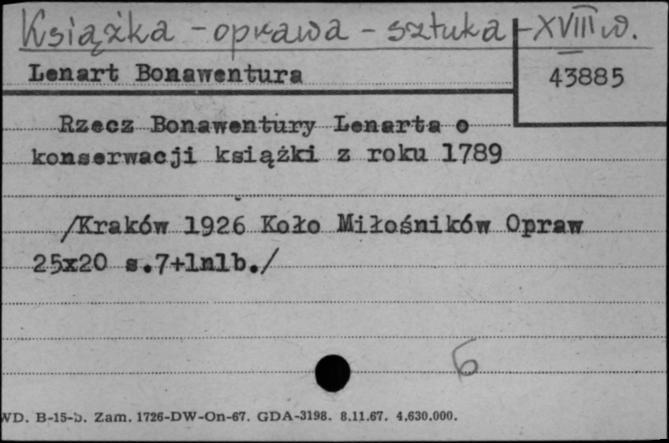 Książka - oprawa - sztuka - XVIII w.
Lenart Bonawentura
43885
Rzecz Bonawentury Lenarta o
konserwacji książki z roku 1789
/Kraków 1926 Koło Miłośników Opraw
25x20 s.7+1nlb./
6
WD. B-15-b. Zam. 1726-DW-On-67. GDA-3198. 8.11.67. 4,630.000.